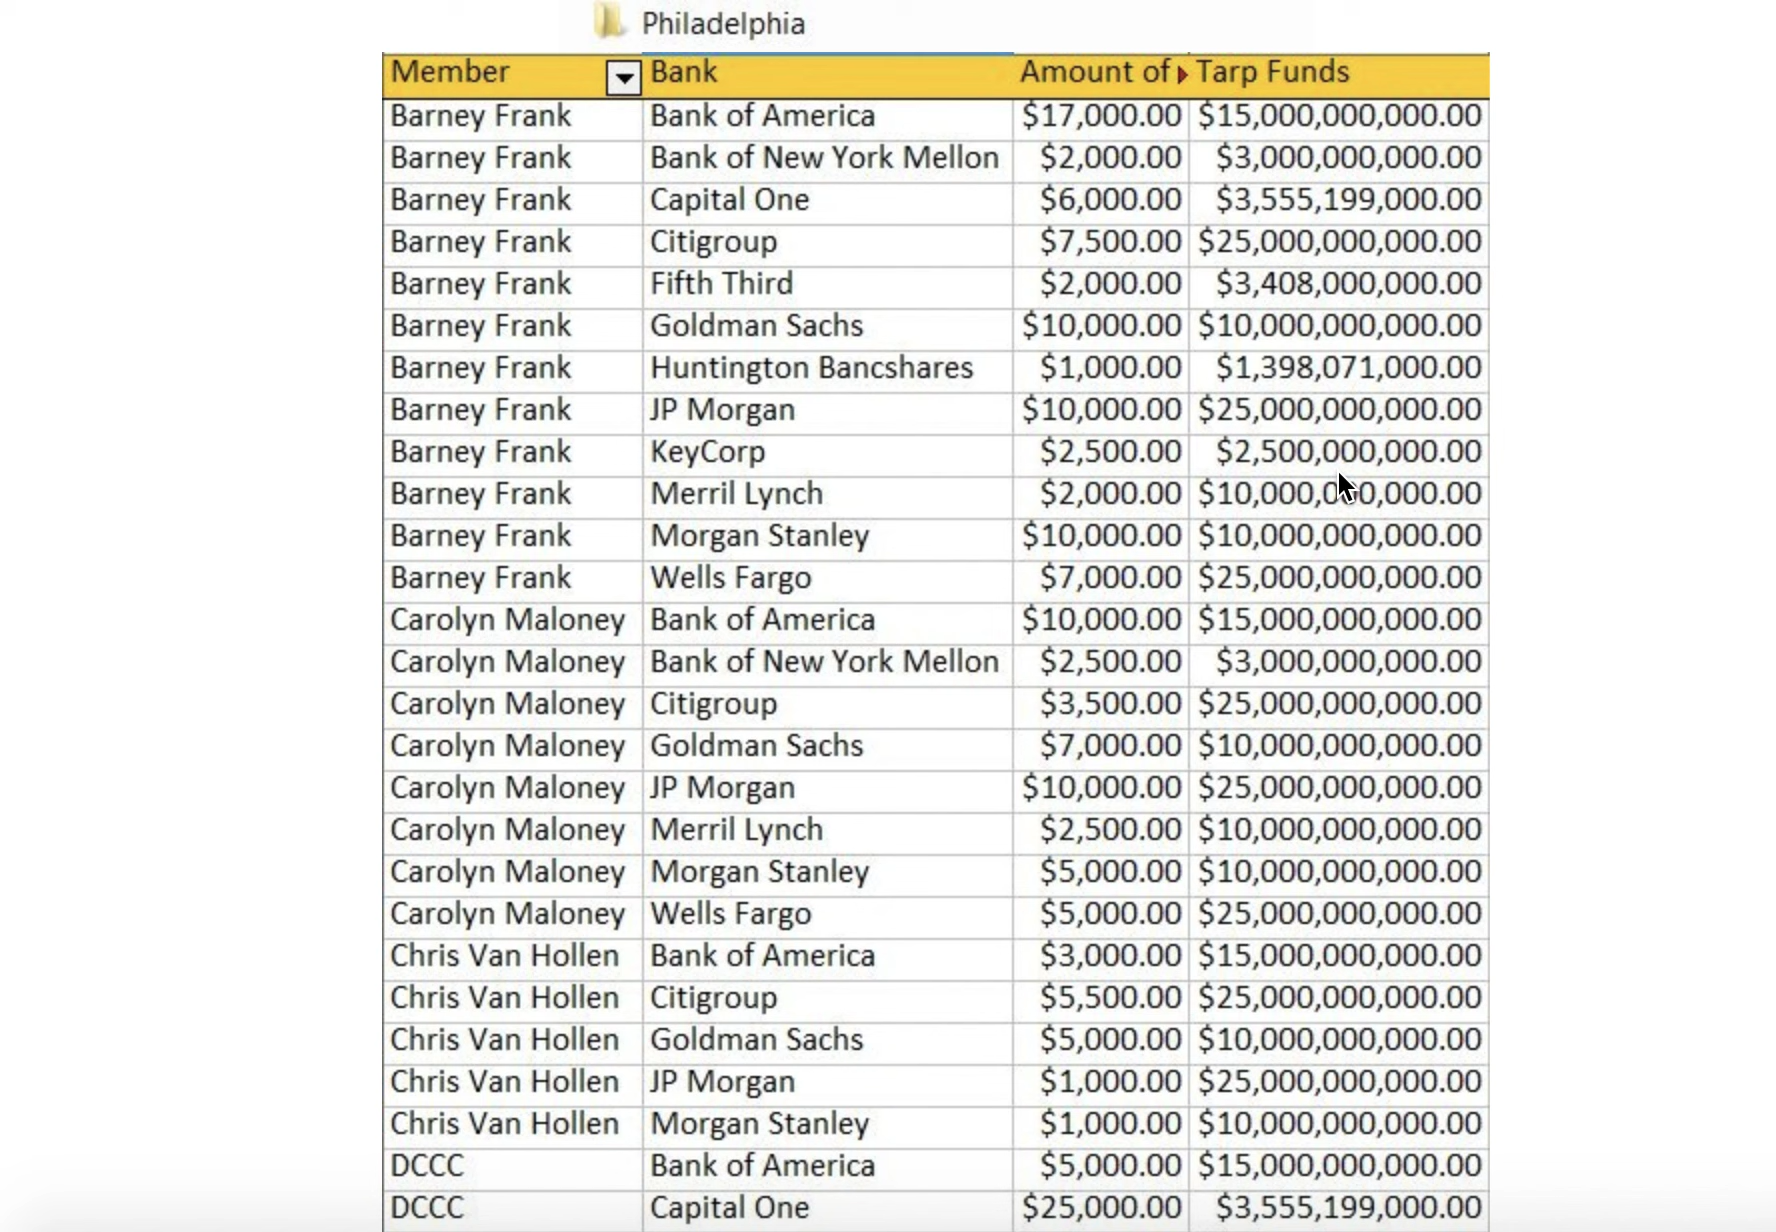 Philadelphia
Member Bank Amount of Tarp Funds
Barney Frank Bank of America $17,000.00 $15,000,000,000.00
Barney Frank Bank of New York Mellon $2,000.00 $3,000,000,000.00
Barney Frank Capital One $6,000.00 $3,555,199,000.00
Barney Frank Citigroup $7,500.00 $25,000,000,000.00
Barney Frank Fifth Third $2,000.00 $3,408,000,000.00
Barney Frank Goldman Sachs $10,000.00 $10,000,000,000.00
Barney Frank Huntington Bancshares $1,000.00 $1,398,071,000.00
Barney Frank JP Morgan $10,000.00 $25,000,000,000.00
Barney Frank KeyCorp $2,500.00 $2,500,000,000.00
Barney Frank Merril Lynch $2,000.00 $10,000,000,000.00
Barney Frank Morgan Stanley $10,000.00 $10,000,000,000.00
Barney Frank Wells Fargo $7,000.00 $25,000,000,000.00
Carolyn Maloney Bank of America $10,000.00 $15,000,000,000.00
Carolyn Maloney Bank of New York Mellon $2,500.00 $3,000,000,000.00
Carolyn Maloney Citigroup $3,500.00 $25,000,000,000.00
Carolyn Maloney Goldman Sachs $7,000.00 $10,000,000,000.00
Carolyn Maloney JP Morgan $10,000.00 $25,000,000,000.00
Carolyn Maloney Merril Lynch $2,500.00 $10,000,000,000.00
Carolyn Maloney Morgan Stanley $5,000.00 $10,000,000,000.00
Carolyn Maloney Wells Fargo $5,000.00 $25,000,000,000.00
Chris Van Hollen Bank of America $3,000.00 $15,000,000,000.00
Chris Van Hollen Citigroup $5,500.00 $25,000,000,000.00
Chris Van Hollen Goldman Sachs $5,000.00 $10,000,000,000.00
Chris Van Hollen JP Morgan $1,000.00 $25,000,000,000.00
Chris Van Hollen Morgan Stanley $1,000.00 $10,000,000,000.00
DCCC Bank of America $5,000.00 $15,000,000,000.00
DCCC Capital One $25,000.00 $3,555,199,000.00